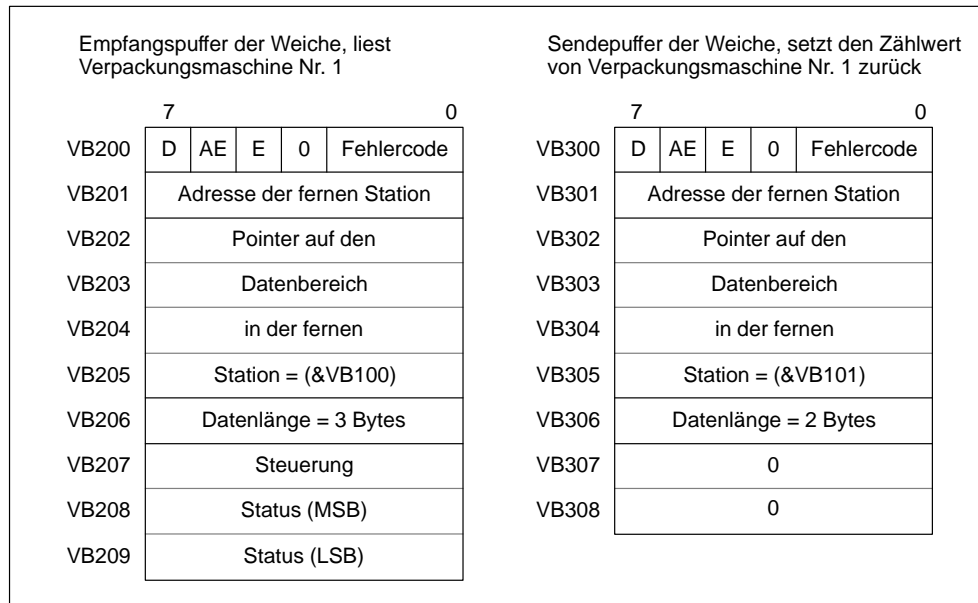 Empfangspuffer der Weiche, liest
Verpackungsmaschine Nr. 1
7 0
VB200 D AE E 0 Fehlercode
VB201 Adresse der fernen Station
VB202 Pointer auf den
VB203 Datenbereich
VB204 in der fernen
VB205 Station = (&VB100)
VB206 Datenlänge = 3 Bytes
VB207 Steuerung
VB208 Status (MSB)
VB209 Status (LSB)
Sendepuffer der Weiche, setzt den Zählwert
von Verpackungsmaschine Nr. 1 zurück
7 0
VB300 D AE E 0 Fehlercode
VB301 Adresse der fernen Station
VB302 Pointer auf den
VB303 Datenbereich
VB304 in der fernen
VB305 Station = (&VB101)
VB306 Datenlänge = 2 Bytes
VB307 0
VB308 0